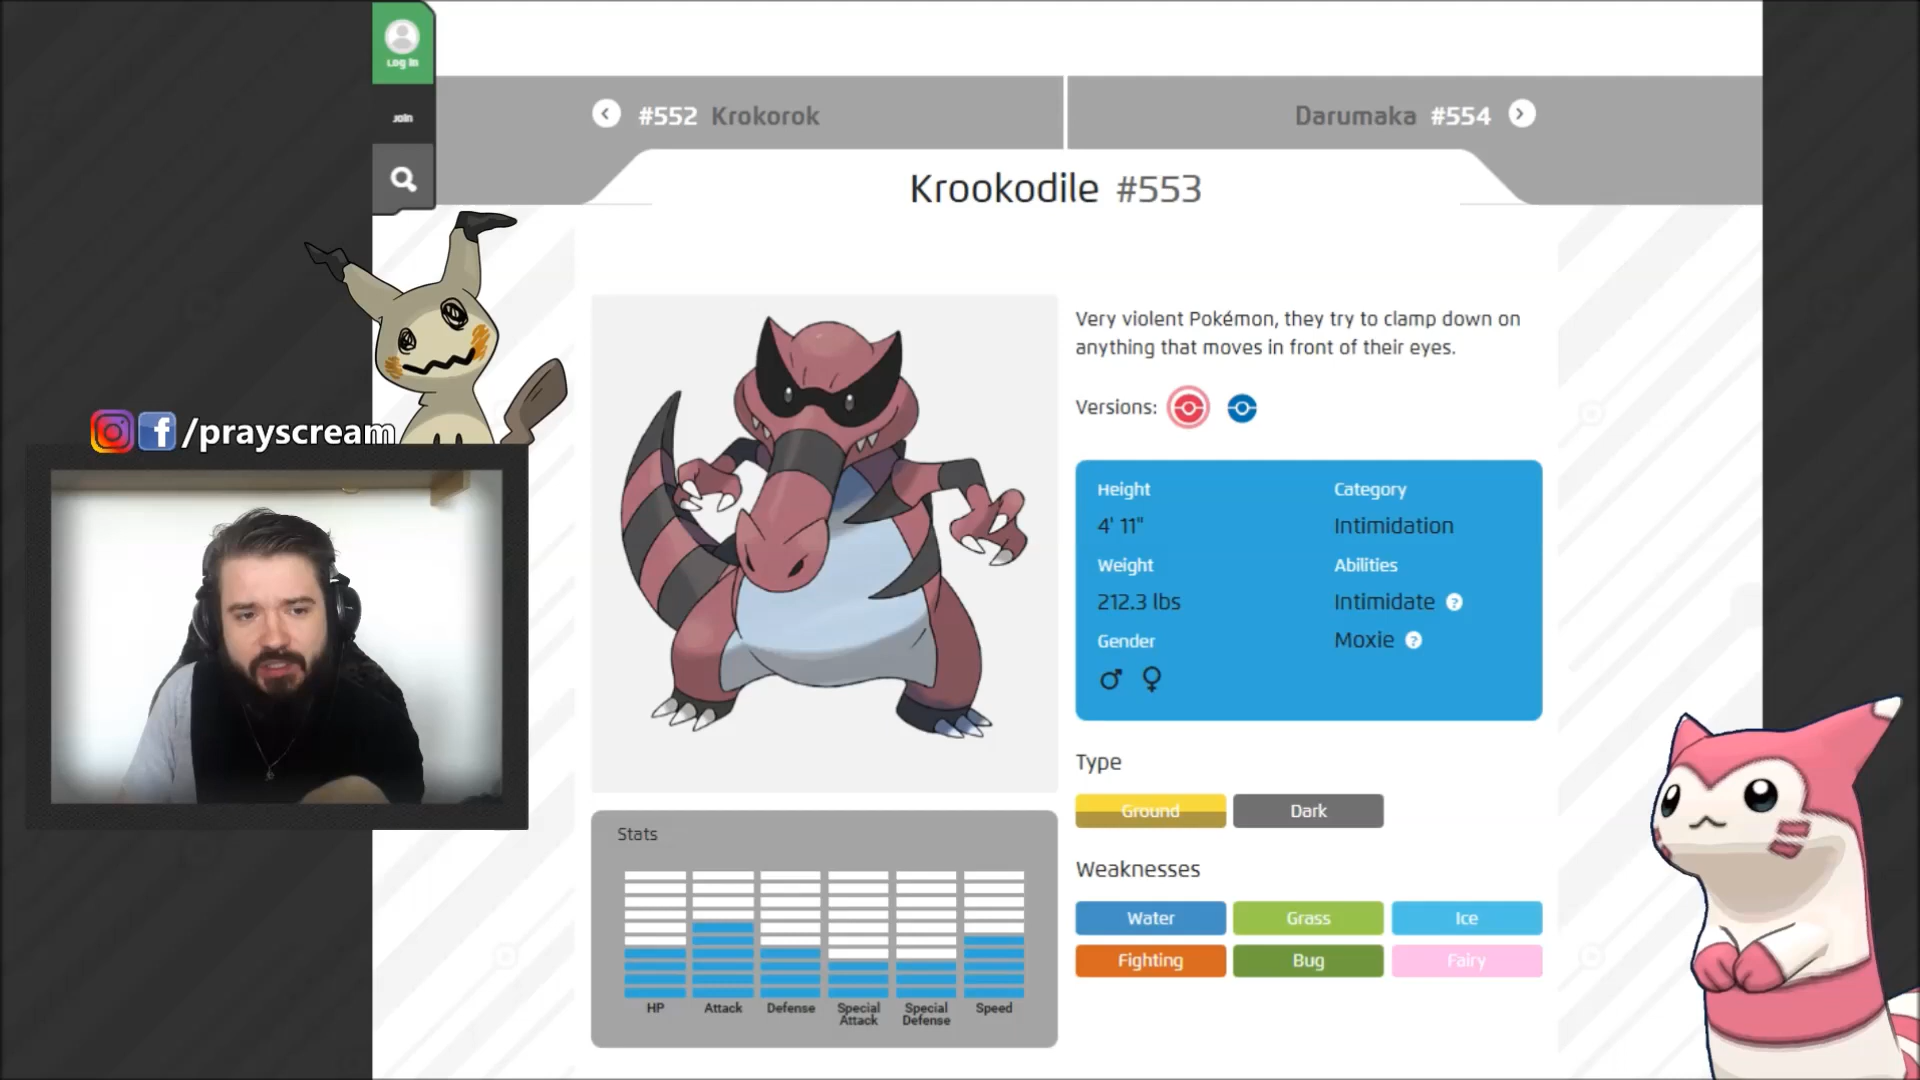 Log In
Join
#552 Krokorok
Darumaka #554
Krookodile #553
Very violent Pokémon, they try to clamp down on
anything that moves in front of their eyes.
Versions:
Height
4' 11"
Weight
212.3 lbs
Gender
Category
Intimidation
Abilities
Intimidate ?
Moxie ?
Type
Ground
Dark
Weaknesses
Water
Grass
Ice
Fighting
Bug
Fairy
Stats
HP
Attack
Defense
Special
Attack
Special
Defense
Speed
f /prayscream